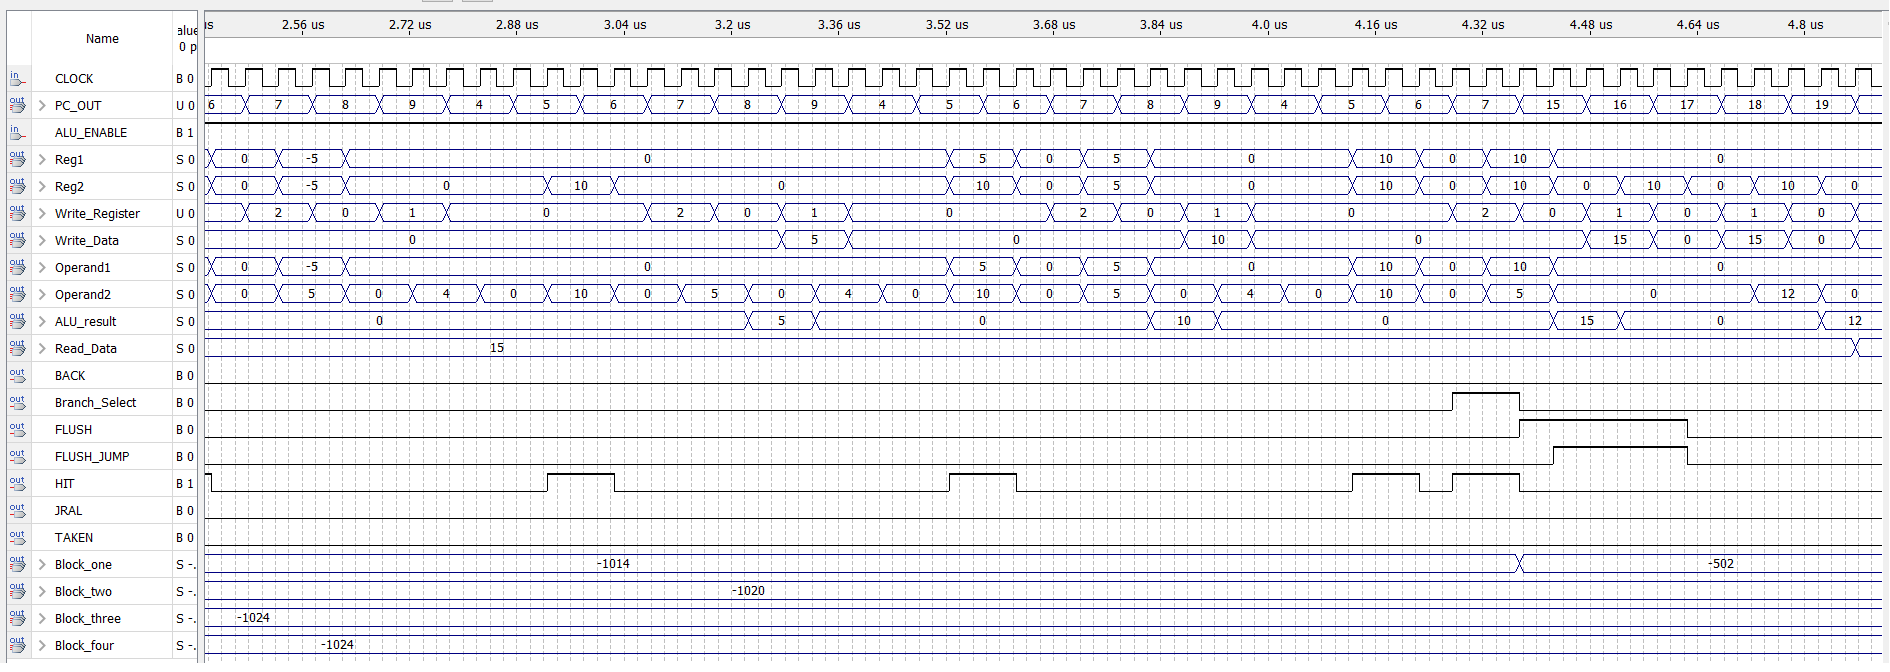 Name alue 0 p us 2.56 us 2.72 us 2.88 us 3.04 us 3.2 us 3.36 us 3.52 us 3.68 us 3.84 us 4.0 us 4.16 us 4.32 us 4.48 us 4.64 us 4.8 us
in CLOCK B 0
out PC_OUT U 0 6 7 8 9 4 5 6 7 8 9 4 5 6 7 8 9 4 5 6 7 15 16 17 18 19
in ALU_ENABLE B 1
out Reg1 S 0 0 -5 0 5 0 5 0 10 0 10 0
out Reg2 S 0 0 -5 0 10 0 10 0 5 0 10 0 10 0 10 0 10 0
out Write_Register U 0 2 0 1 0 2 0 1 0 2 0 1 0 2 0 1 0 1 0
out Write_Data S 0 0 5 0 10 0 15 0 15 0
out Operand1 S 0 0 -5 0 5 0 5 0 10 0 10 0
out Operand2 S 0 0 5 0 4 0 10 0 5 0 4 0 10 0 5 0 4 0 10 0 5 0 12 0
out ALU_result S 0 0 5 0 10 0 15 0 12
out Read_Data S 0 15
out BACK B 0
out Branch_Select B 0
out FLUSH B 0
out FLUSH_JUMP B 0
out HIT B 1
out JRAL B 0
out TAKEN B 0
out Block_one S -. -1014 -502
out Block_two S -. -1020
out Block_three S -. -1024
out Block_four S -. -1024